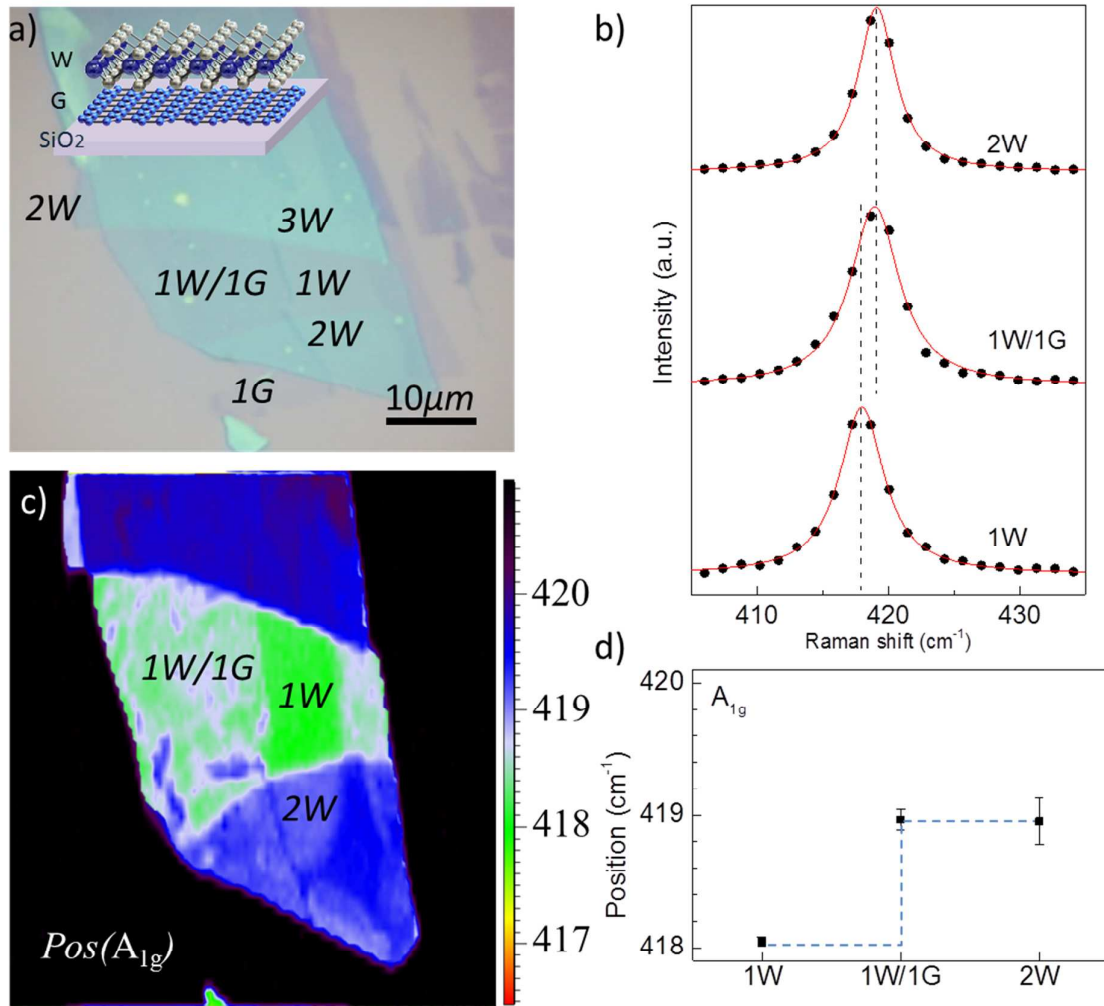 a)
W
G
SiO2
2W
3W
1W/1G
1W
2W
1G
10μm
b)
Intensity (a.u.)
2W
1W/1G
1W
410
420
430
Raman shift (cm-1)
c)
1W/1G
1W
2W
Pos(A1g)
420
419
418
417
d)
A1g
Position (cm-1)
420
419
418
1W
1W/1G
2W